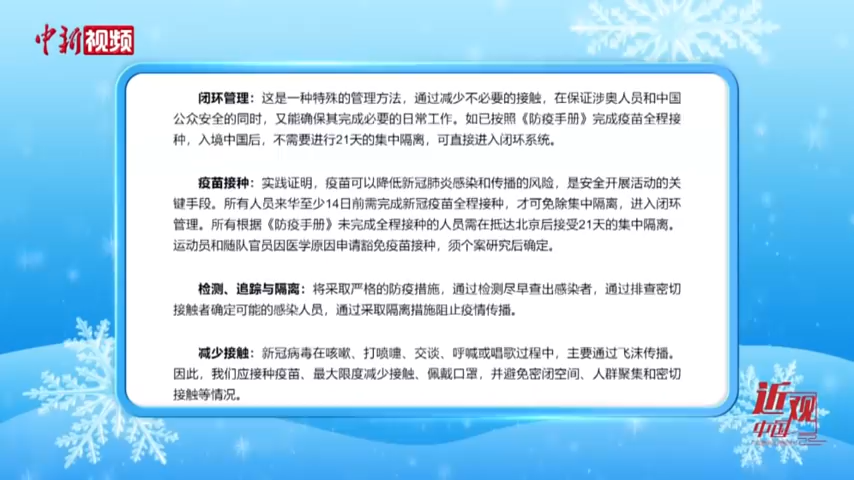 中新视频
闭环管理：这是一种特殊的管理方法，通过减少不必要的接触，在保证涉奥人员和中国
公众安全的同时，又能确保其完成必要的日常工作。如已按照《防疫手册》完成疫苗全程接
种，入境中国后，不需要进行21天的集中隔离，可直接进入闭环系统。
疫苗接种：实践证明，疫苗可以降低新冠肺炎感染和传播的风险，是安全开展活动的关
键手段。所有人员来华至少14日前需完成新冠疫苗全程接种，才可免除集中隔离，进入闭环
管理。所有根据《防疫手册》未完成全程接种的人员需在抵达北京后接受21天的集中隔离。
运动员和随队官员因医学原因申请豁免疫苗接种，须个案研究后确定。
检测、追踪与隔离：将采取严格的防疫措施，通过检测尽早查出感染者，通过排查密切
接触者确定可能的感染人员，通过采取隔离措施阻止疫情传播。
减少接触：新冠病毒在咳嗽、打喷嚏、交谈、呼喊或唱歌过程中，主要通过飞沫传播。
因此，我们应接种疫苗、最大限度减少接触、佩戴口罩，并避免密闭空间、人群聚集和密切
接触等情况。
近观
中国